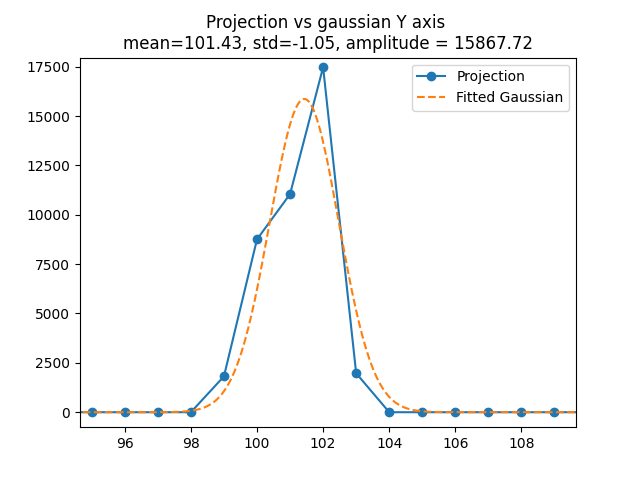 Projection vs gaussian Y axis
mean=101.43, std=-1.05, amplitude = 15867.72
17500
15000
12500
10000
7500
5000
2500
0
Projection
Fitted Gaussian
96 98 100 102 104 106 108